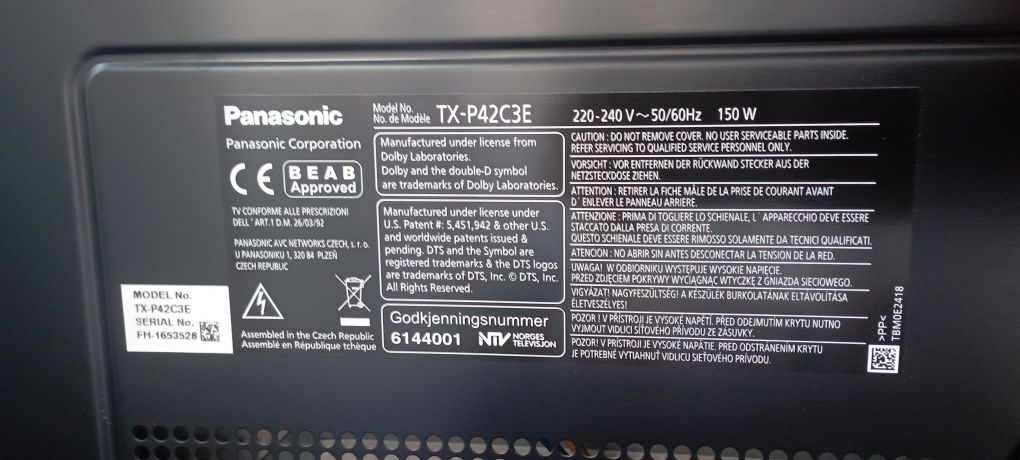 Panasonic
Model No.
No. de Modèle
TX-P42C3E
220-240 V～50/60Hz 150 W
Panasonic Corporation
CE
BEAB
Approved
TV CONFORME ALLE PRESCRIZIONI
DELL' ART.1 D.M. 26/03/92
PANASONIC AVC NETWORKS CZECH, s. r. o.
U PANASONIKU 1, 320 84 PLZEŇ
CZECH REPUBLIC
MODEL No.
TX-P42C3E
SERIAL No.
FH-1653528
Assembled in the Czech Republic
Assemblé en République tchèque
Manufactured under license from
Dolby Laboratories.
Dolby and the double-D symbol
are trademarks of Dolby Laboratories.
Manufactured under license under
U.S. Patent #: 5,451,942 & other U.S.
and worldwide patents issued &
pending. DTS and the Symbol are
registered trademarks & the DTS logos
are trademarks of DTS, Inc. © DTS, Inc.
All Rights Reserved.
Godkjenningsnummer
6144001
NTV NORGES
TELEVISJON
CAUTION : DO NOT REMOVE COVER. NO USER SERVICEABLE PARTS INSIDE.
REFER SERVICING TO QUALIFIED SERVICE PERSONNEL ONLY.
VORSICHT : VOR ENTFERNEN DER RÜCKWAND STECKER AUS DER
NETZSTECKDOSE ZIEHEN.
ATTENTION : RETIRER LA FICHE MÂLE DE LA PRISE DE COURANT AVANT
D' ENLEVER LE PANNEAU ARRIERE.
ATTENZIONE : PRIMA DI TOGLIERE LO SCHIENALE, L' APPARECCHIO DEVE ESSERE
STACCATO DALLA PRESA DI CORRENTE.
QUESTO SCHIENALE DEVE ESSERE RIMOSSO SOLAMENTE DA TECNICI QUALIFICATI.
ATENCION : NO ABRIR SIN ANTES DESCONECTAR LA TENSION DE LA RED.
UWAGA! W ODBIORNIKU WYSTĘPUJE WYSOKIE NAPIĘCIE.
PRZED ZDJĘCIEM POKRYWY WYCIĄGNĄĆ WTYCZKĘ Z GNIAZDA SIECIOWEGO.
VIGYÁZAT! NAGYFESZÜLTSÉG! A KÉSZÜLÉK BURKOLATANAK ELTÁVOLÍTÁSA
ÉLETVESZÉLYES!
POZOR ! V PŘÍSTROJI JE VYSOKÉ NAPĚTÍ. PŘED ODEJMUTÍM KRYTU NUTNO
VYJMOUT VIDLICI SÍŤOVÉHO PŘÍVODU ZE ZÁSUVKY.
POZOR! V PRÍSTROJI JE VYSOKÉ NAPÄTIE. PRED ODSTRÁNENÍM KRYTU
JE POTREBNÉ VYTIAHNUŤ VIDLICU SIEŤOVÉHO PRÍVODU.
>PP<
TBM0E2418